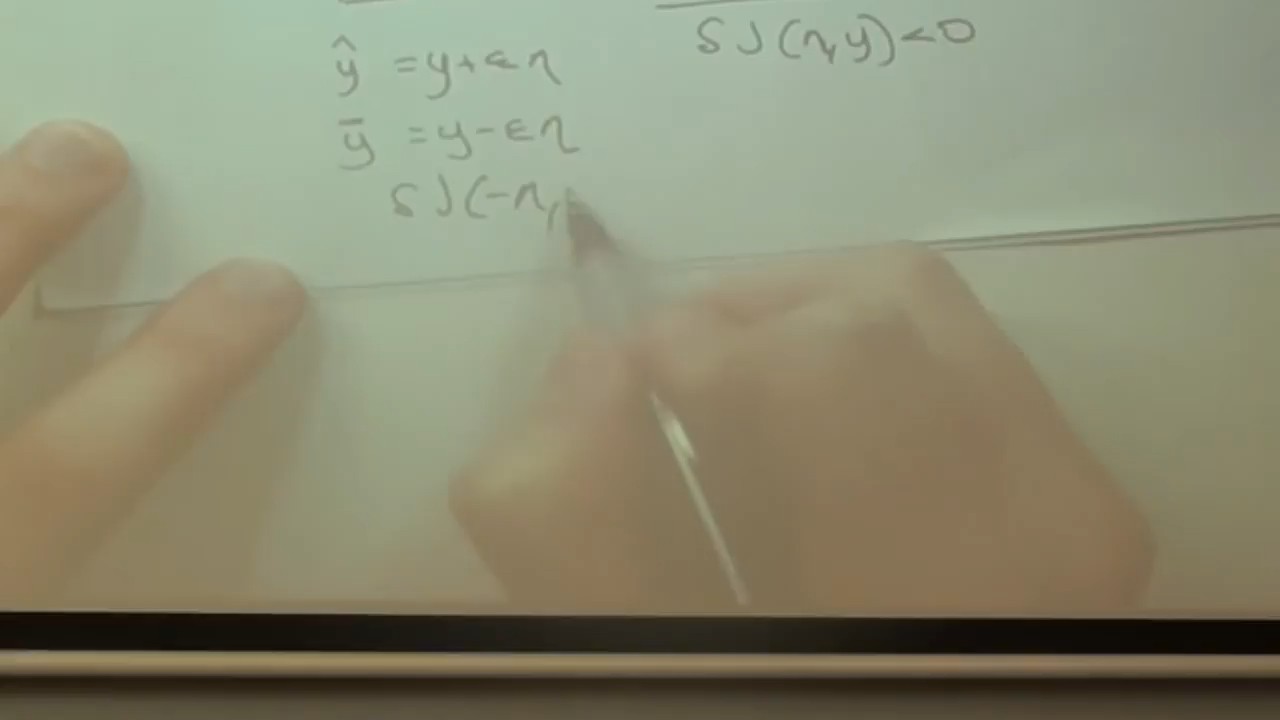 ŷ = y+εη
ȳ = y-εη
δJ(-η,
δJ(η,y)<0